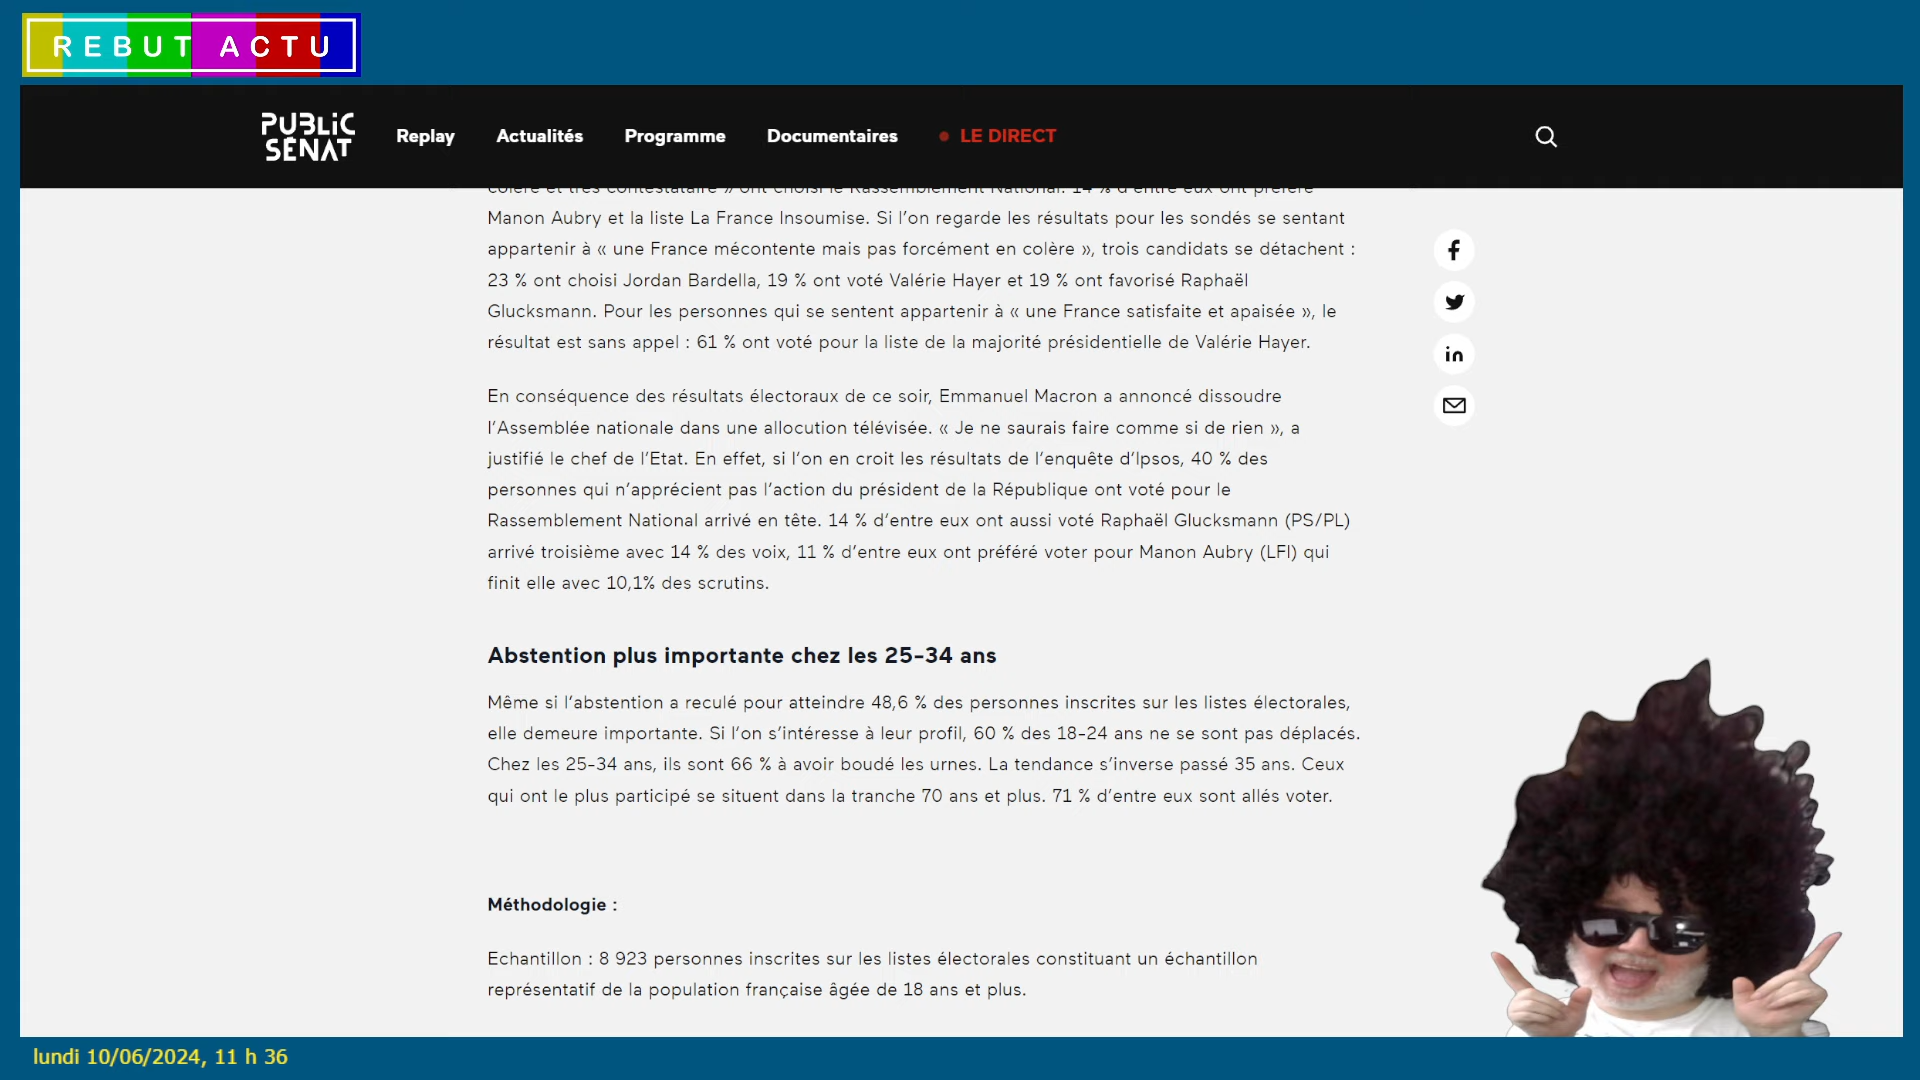 REBUT ACTU
PUBLIC SÉNAT
Replay
Actualités
Programme
Documentaires
LE DIRECT
colère et très contestataire » ont choisi le Rassemblement National. 14 % d’entre eux ont préféré
Manon Aubry et la liste La France Insoumise. Si l’on regarde les résultats pour les sondés se sentant
appartenir à « une France mécontente mais pas forcément en colère », trois candidats se détachent :
23 % ont choisi Jordan Bardella, 19 % ont voté Valérie Hayer et 19 % ont favorisé Raphaël
Glucksmann. Pour les personnes qui se sentent appartenir à « une France satisfaite et apaisée », le
résultat est sans appel : 61 % ont voté pour la liste de la majorité présidentielle de Valérie Hayer.
En conséquence des résultats électoraux de ce soir, Emmanuel Macron a annoncé dissoudre
l’Assemblée nationale dans une allocution télévisée. « Je ne saurais faire comme si de rien », a
justifié le chef de l’Etat. En effet, si l’on en croit les résultats de l’enquête d’Ipsos, 40 % des
personnes qui n’apprécient pas l’action du président de la République ont voté pour le
Rassemblement National arrivé en tête. 14 % d’entre eux ont aussi voté Raphaël Glucksmann (PS/PL)
arrivé troisième avec 14 % des voix, 11 % d’entre eux ont préféré voter pour Manon Aubry (LFI) qui
finit elle avec 10,1% des scrutins.
Abstention plus importante chez les 25-34 ans
Même si l’abstention a reculé pour atteindre 48,6 % des personnes inscrites sur les listes électorales,
elle demeure importante. Si l’on s’intéresse à leur profil, 60 % des 18-24 ans ne se sont pas déplacés.
Chez les 25-34 ans, ils sont 66 % à avoir boudé les urnes. La tendance s’inverse passé 35 ans. Ceux
qui ont le plus participé se situent dans la tranche 70 ans et plus. 71 % d’entre eux sont allés voter.
Méthodologie :
Echantillon : 8 923 personnes inscrites sur les listes électorales constituant un échantillon
représentatif de la population française âgée de 18 ans et plus.
lundi 10/06/2024, 11 h 36